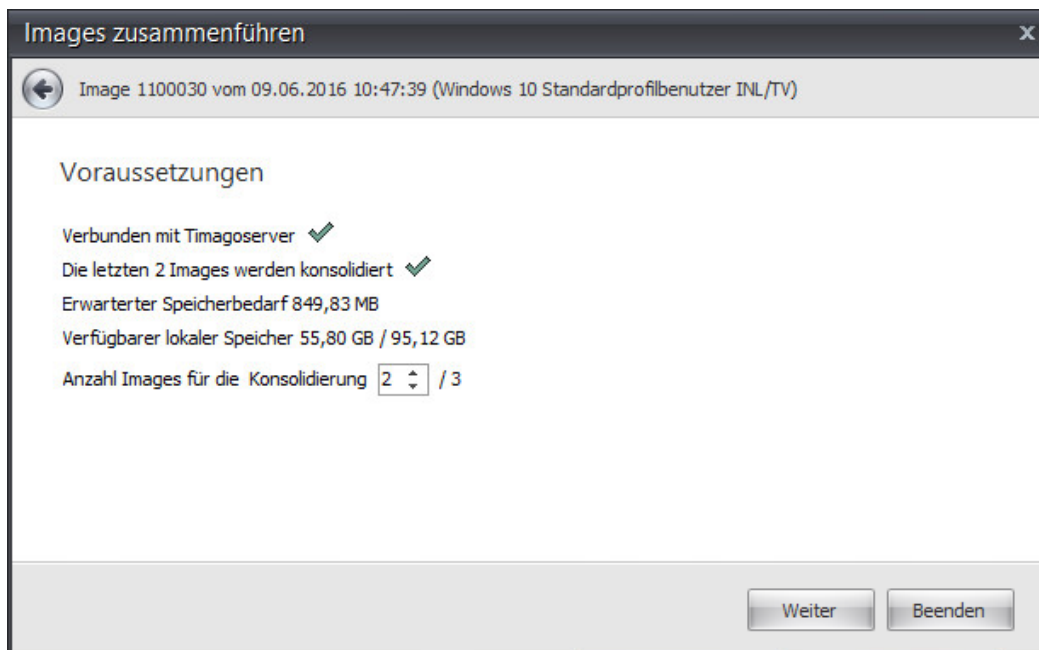 Images zusammenführen
Image 1100030 vom 09.06.2016 10:47:39 (Windows 10 Standardprofilbenutzer INL/TV)
Voraussetzungen
Verbunden mit Timagoserver
Die letzten 2 Images werden konsolidiert
Erwarterter Speicherbedarf 849,83 MB
Verfügbarer lokaler Speicher 55,80 GB / 95,12 GB
Anzahl Images für die Konsolidierung 2 / 3
Weiter Beenden